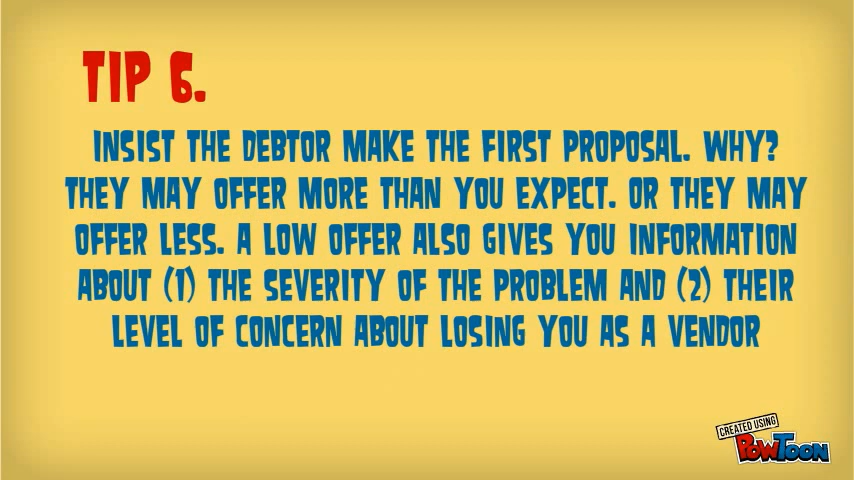 TIP 6.
INSIST THE DEBTOR MAKE THE FIRST PROPOSAL. WHY?
THEY MAY OFFER MORE THAN YOU EXPECT. OR THEY MAY
OFFER LESS. A LOW OFFER ALSO GIVES YOU INFORMATION
ABOUT (1) THE SEVERITY OF THE PROBLEM AND (2) THEIR
LEVEL OF CONCERN ABOUT LOSING YOU AS A VENDOR
CREATED USING
POWTOON